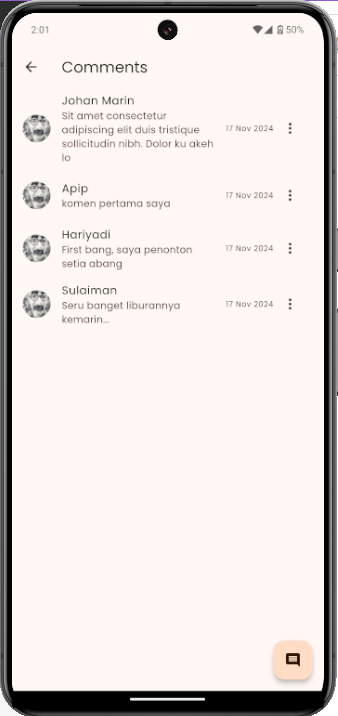 2:01
50%
Comments
Johan Marin
Sit amet consectetur
adipiscing elit duis tristique
sollicitudin nibh. Dolor ku akeh
lo
17 Nov 2024
Apip
komen pertama saya
17 Nov 2024
Hariyadi
First bang, saya penonton
setia abang
17 Nov 2024
Sulaiman
Seru banget liburannya
kemarin...
17 Nov 2024